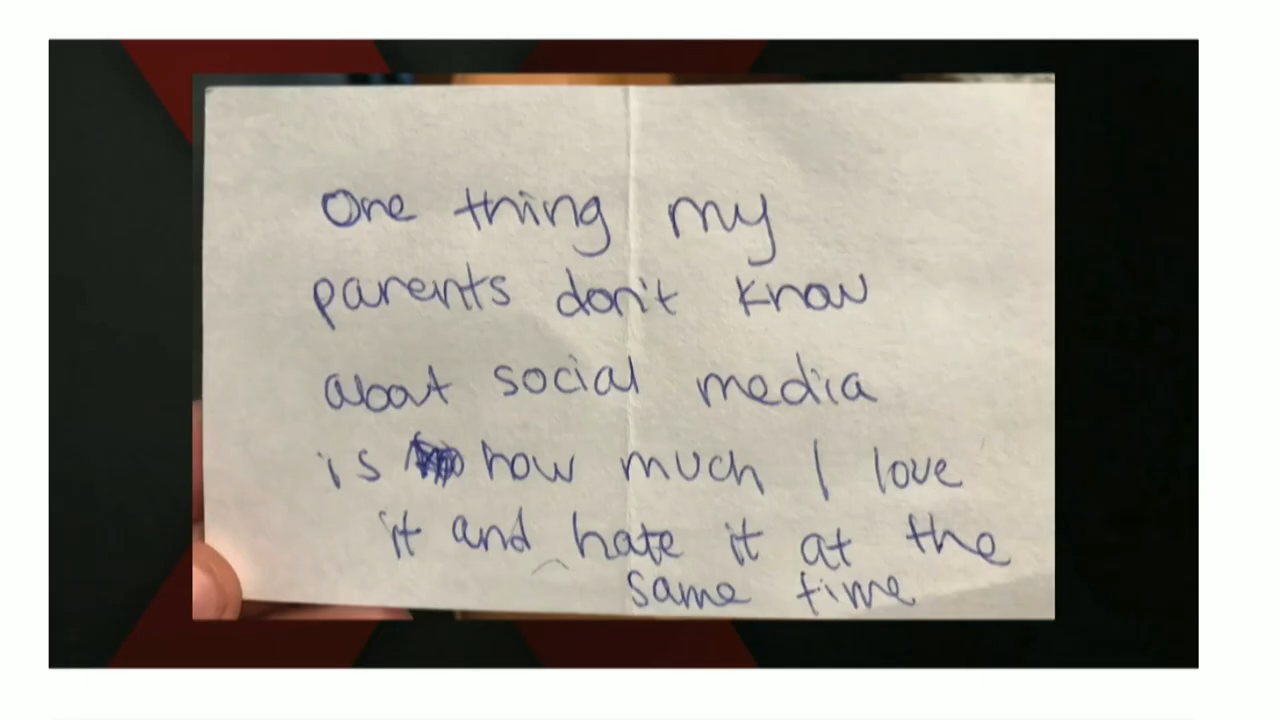 One thing my
parents don't know
about social media
is how much I love
it and hate it at the
same time